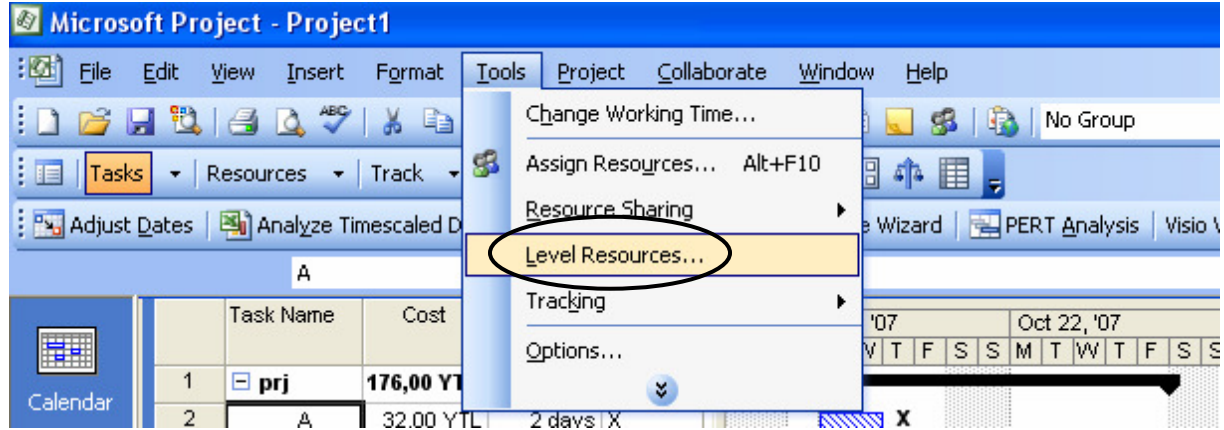 Microsoft Project - Project1
File Edit View Insert Format Tools Project Collaborate Window Help
Change Working Time...
ABC
No Group
Tasks Resources Track
Assign Resources... Alt+F10
Resource Sharing
Adjust Dates Analyze Timescaled Wizard PERT Analysis Visio
Level Resources...
A
Tracking
Task Name Cost '07 Oct 22, '07
Options...
T F S S M T W T F S S
1 prj 176,00
Calendar
2 A 32,00 YTL 2 days X X